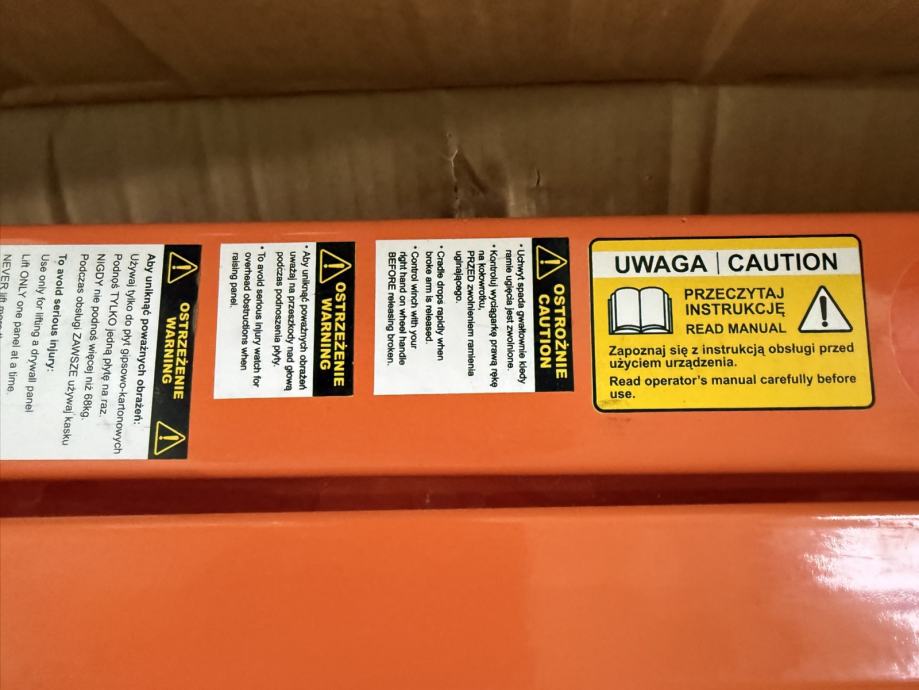 UWAGA | CAUTION
PRZECZYTAJ
INSTRUKCJĘ
READ MANUAL
Zapoznaj się z instrukcją obsługi przed
użyciem urządzenia.
Read operator's manual carefully before
use.
OSTROŻNIE
CAUTION
• Uchwyt spada gwałtownie kiedy
ramię ugięcia jest zwolnione.
• Kontroluj wyciągarkę prawą ręką
na kołowrotku,
PRZED zwolnieniem ramienia
uginającego.
• Cradle drops rapidly when
broke arm is released.
• Control winch with your
right hand on wheel handle
BEFORE releasing broken.
OSTRZEŻENIE
WARNING
• Aby uniknąć poważnych obrażeń
uważaj na przeszkody nad głową
podczas podnoszenia płyty.
• To avoid serious injury watch for
overhead obstructions when
raising panel.
OSTRZEŻENIE
WARNING
Aby uniknąć poważnych obrażeń:
Używaj tylko do płyt gipsowo-kartonowych
Podnoś TYLKO jedną płytę na raz.
NIGDY nie podnoś więcej niż 68kg.
Podczas obsługi ZAWSZE używaj kasku
To avoid serious injury:
Use only for lifting a drywall panel
Lift ONLY one panel at a time.
NEVER lift more